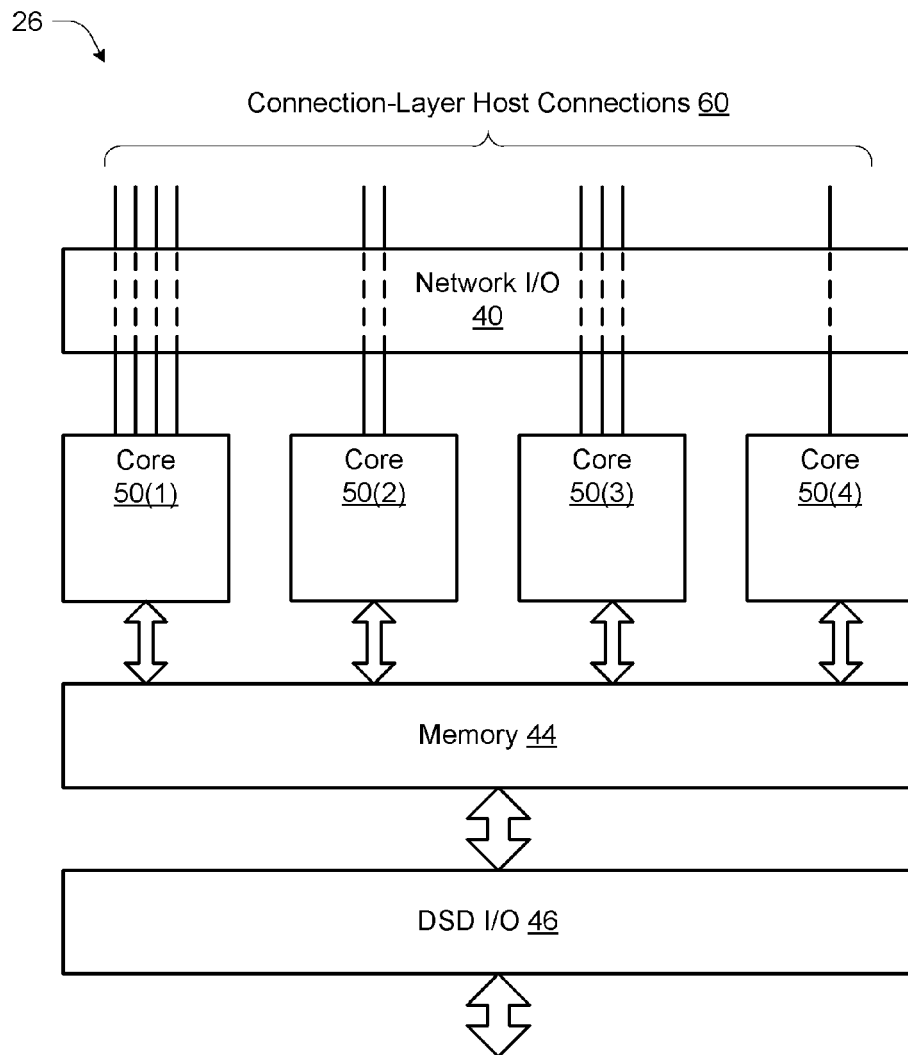 26
Connection-Layer Host Connections 60
Network I/O
40
Core
50(1)
Core
50(2)
Core
50(3)
Core
50(4)
Memory 44
DSD I/O 46